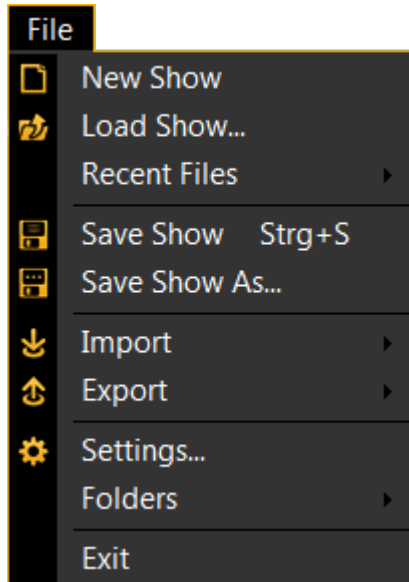 File
New Show
Load Show...
Recent Files
Save Show Strg+S
Save Show As...
Import
Export
Settings...
Folders
Exit